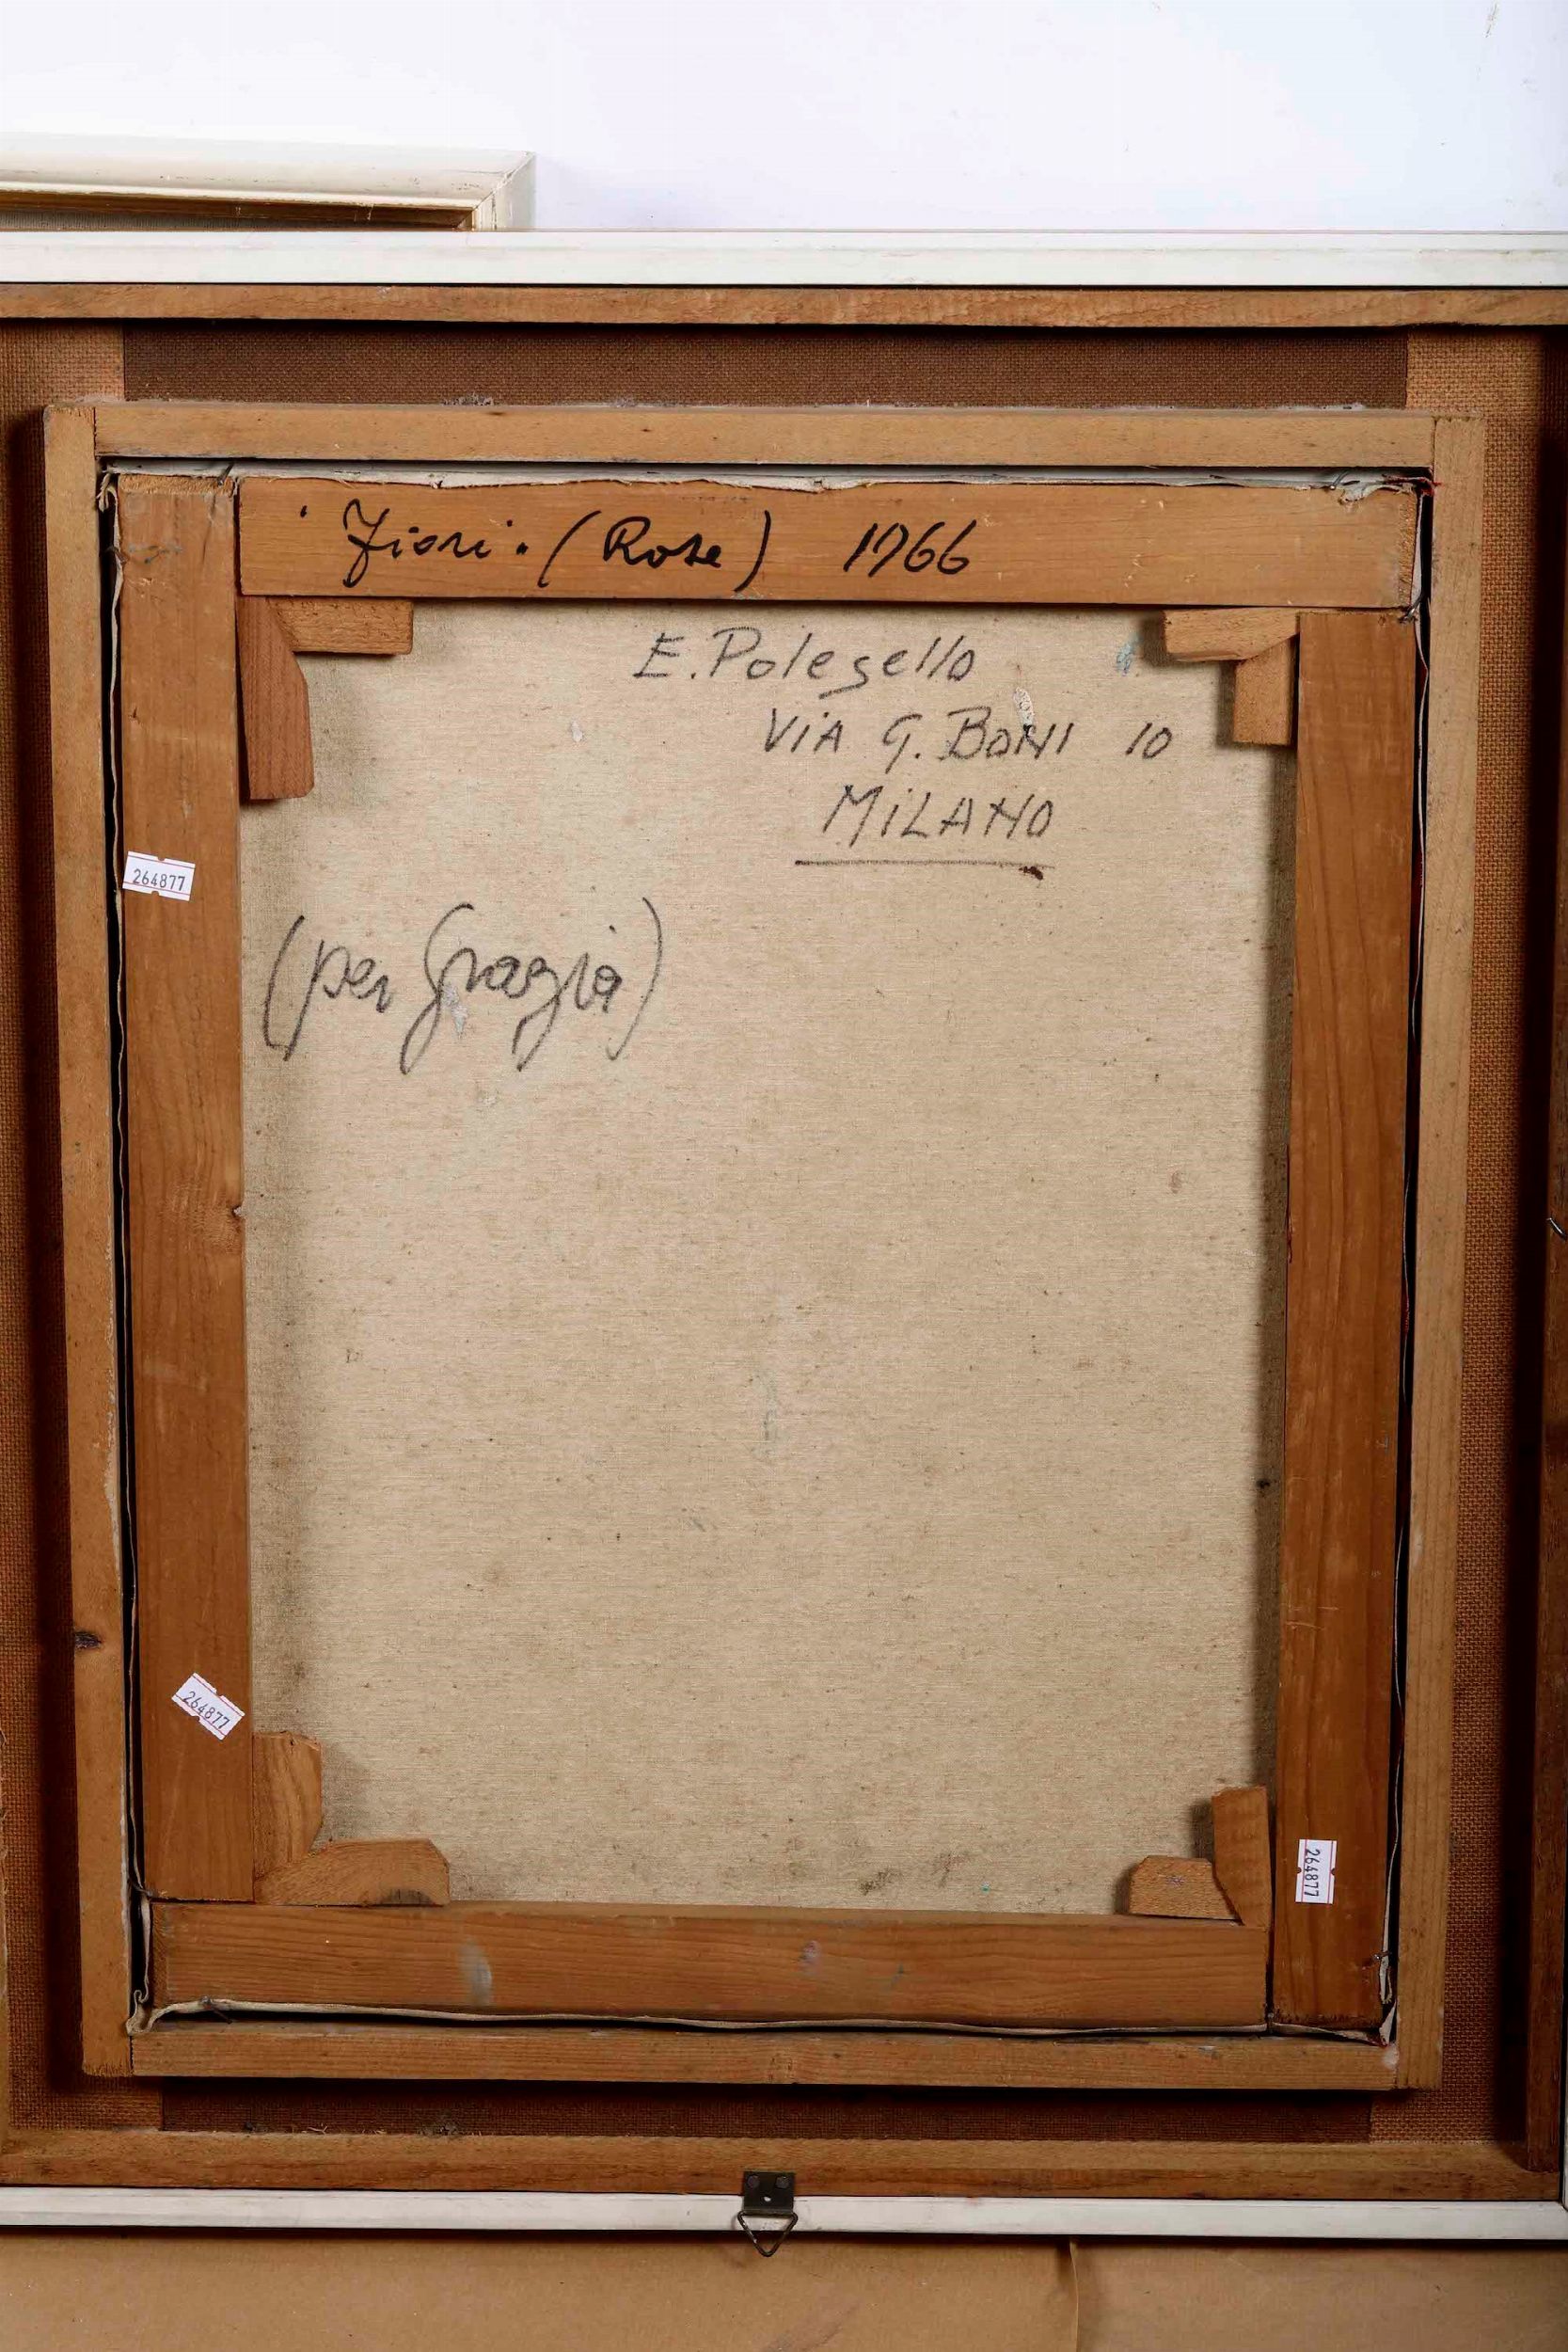 'Fiori'. (Rose) 1966
E. Polesello
ViA G. BONI 10
MiLANO
264877
(per Grazia)
264877
264877